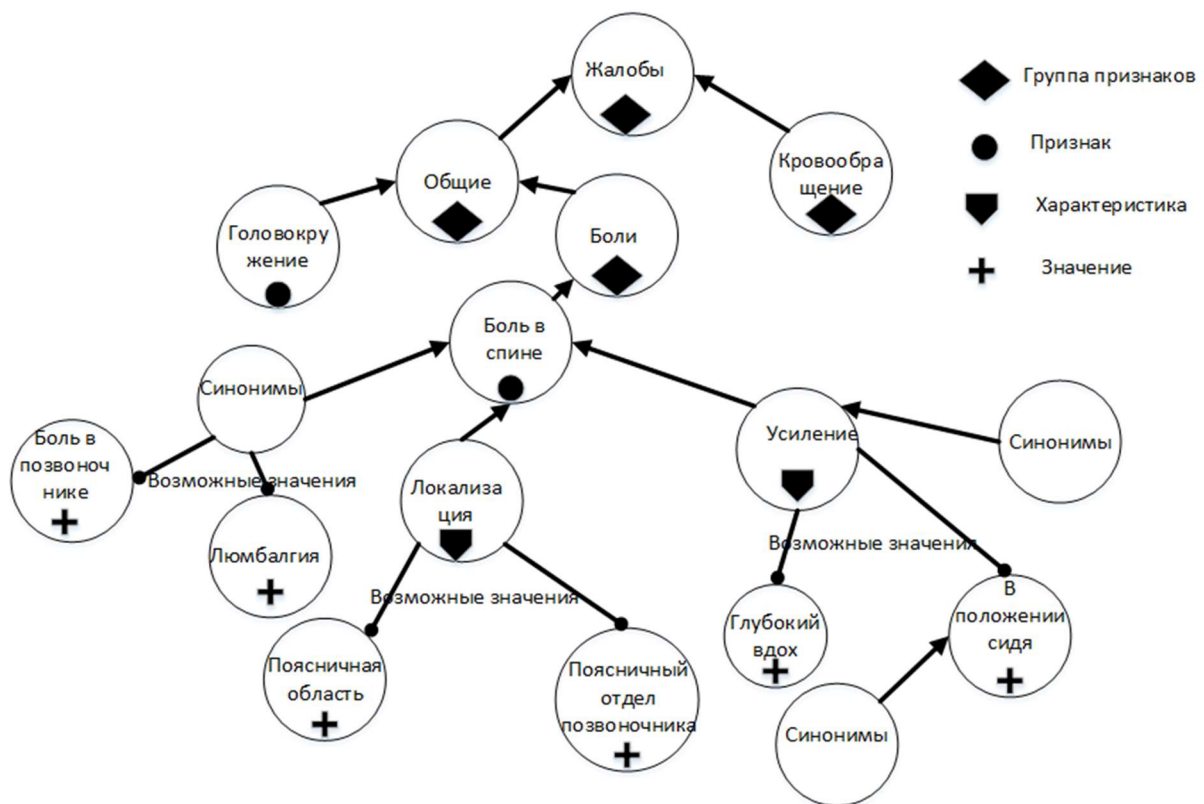 Жалобы
Группа признаков
Признак
Характеристика
Значение
Общие
Кровообра
щение
Головокру
жение
Боли
Боль в
спине
Синонимы
Боль в
позвоноч
нике
Возможные значения
Люмбалгия
Локализа
ция
Возможные значения
Поясничная
область
Поясничный
отдел
позвоночника
Усиление
Синонимы
Возможные значения
Глубокий
вдох
В
положении
сидя
Синонимы